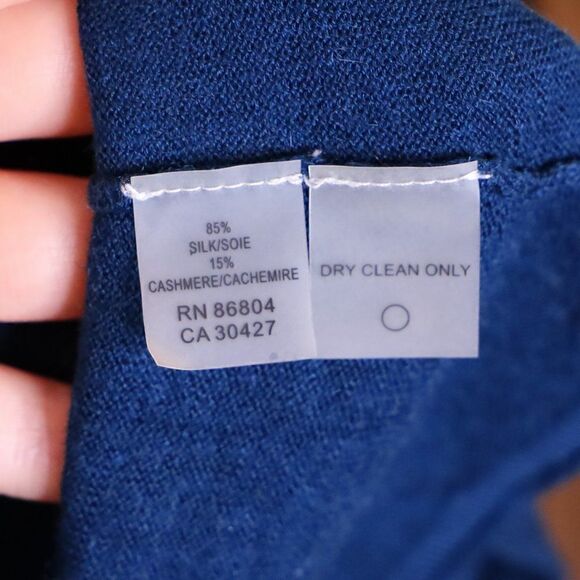 85%
SILK/SOIE
15%
CASHMERE/CACHEMIRE
RN 86804
CA 30427
DRY CLEAN ONLY